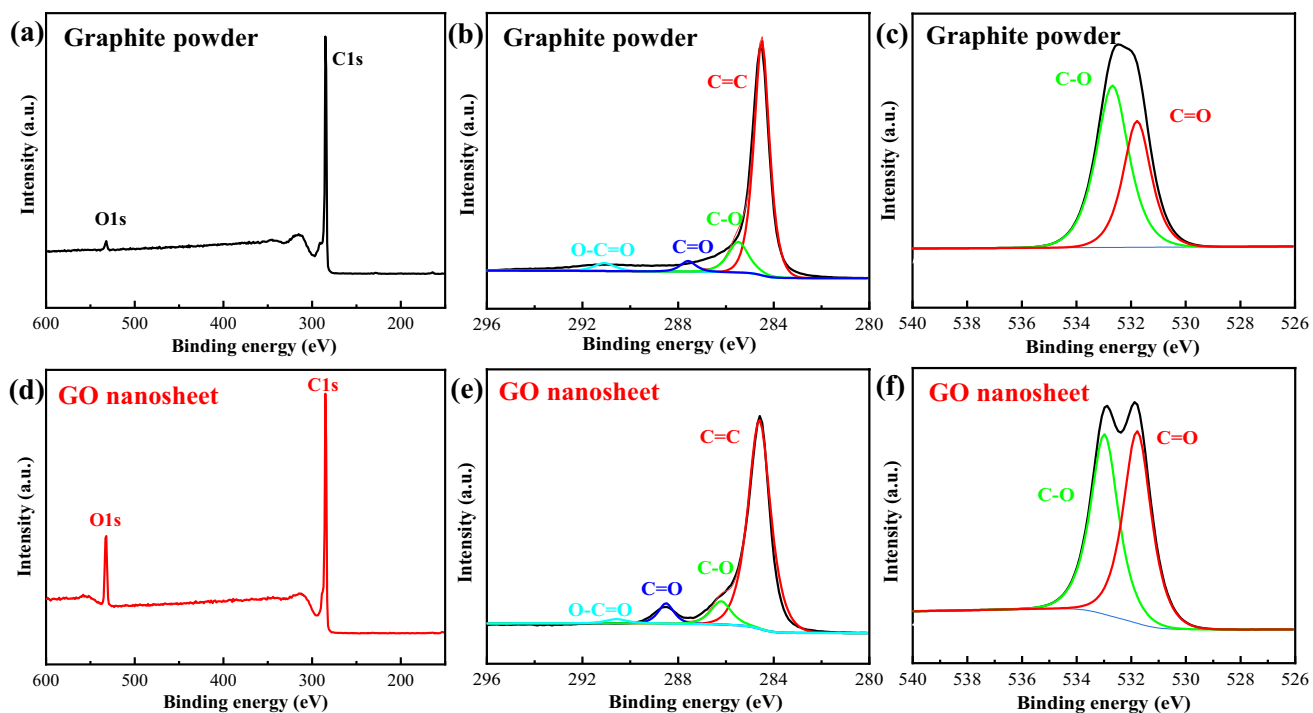 (a) Graphite powder
C1s
O1s
Intensity (a.u.)
600 500 400 300 200
Binding energy (eV)
(b) Graphite powder
C=C
C-O
C=O
O-C=O
Intensity (a.u.)
296 292 288 284 280
Binding energy (eV)
(c)
Graphite powder
C-O
C=O
Intensity (a.u.)
540 538 536 534 532 530 528 526
Binding energy (eV)
(d) GO nanosheet
C1s
O1s
Intensity (a.u.)
600 500 400 300 200
Binding energy (eV)
(e) GO nanosheet
C=C
C-O
C=O
O-C=O
Intensity (a.u.)
296 292 288 284 280
Binding energy (eV)
(f)
GO nanosheet
C=O
C-O
Intensity (a.u.)
540 538 536 534 532 530 528 526
Binding energy (eV)